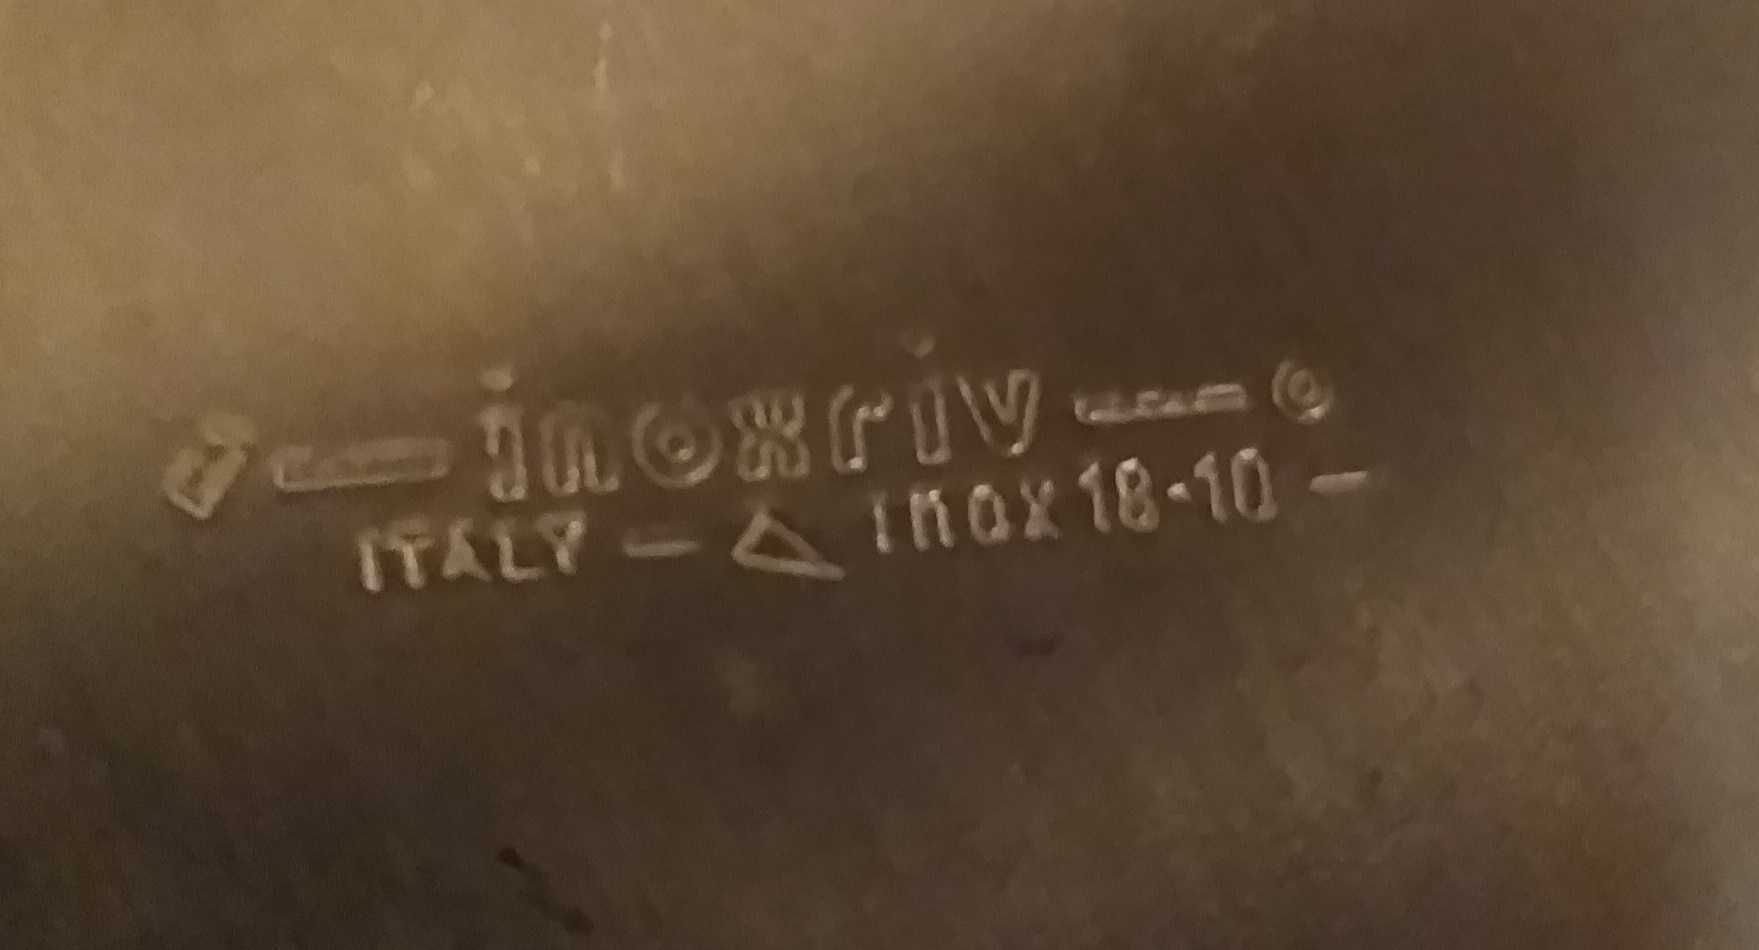 inoxriv
ITALY - INOX 18-10 -